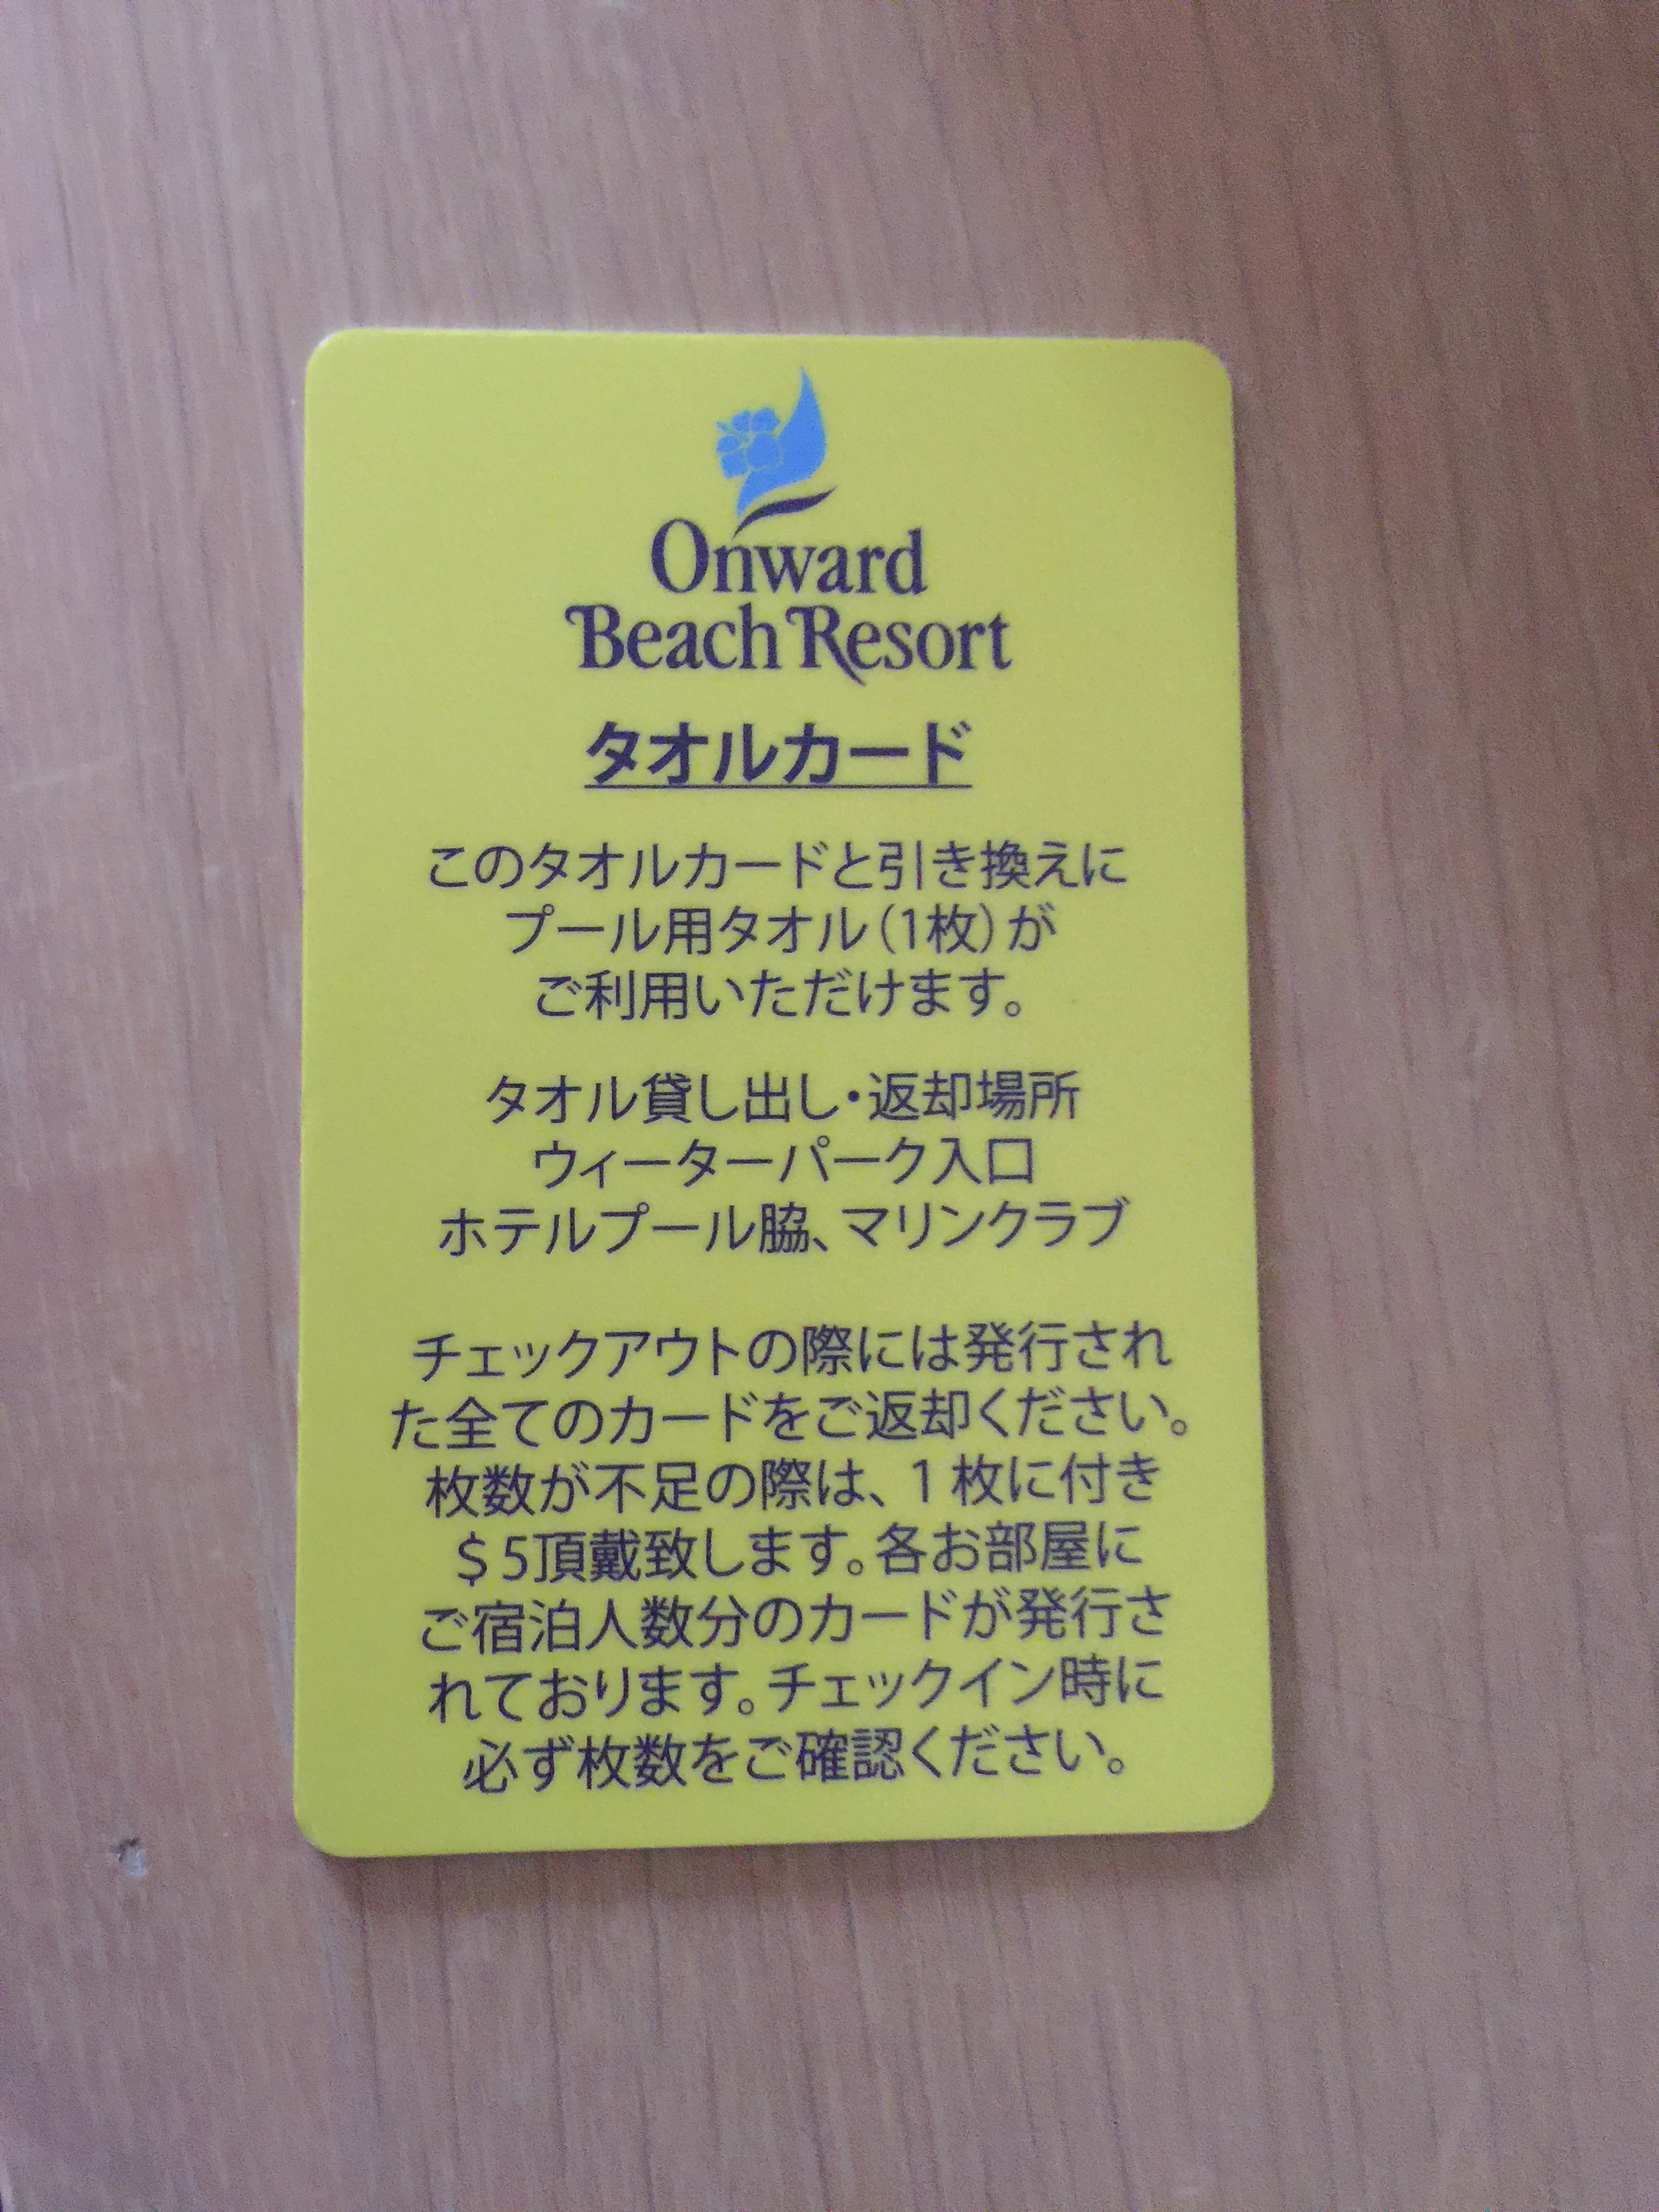 Onward
Beach Resort
タオルカード
このタオルカードと引き換えに
プール用タオル（1枚）が
ご利用いただけます。
タオル貸し出し・返却場所
ウィーターパーク入口
ホテルプール脇、マリンクラブ
チェックアウトの際には発行され
た全てのカードをご返却ください。
枚数が不足の際は、１枚に付き
＄5頂戴致します。各お部屋に
ご宿泊人数分のカードが発行さ
れております。チェックイン時に
必ず枚数をご確認ください。